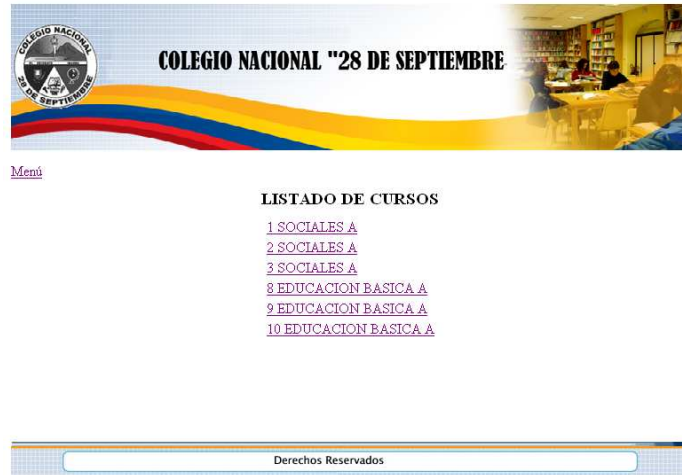 COLEGIO NACIONAL
28 DE SEPTIEMBRE
COLEGIO NACIONAL "28 DE SEPTIEMBRE
Menú
LISTADO DE CURSOS
1 SOCIALES A
2 SOCIALES A
3 SOCIALES A
8 EDUCACION BASICA A
9 EDUCACION BASICA A
10 EDUCACION BASICA A
Derechos Reservados